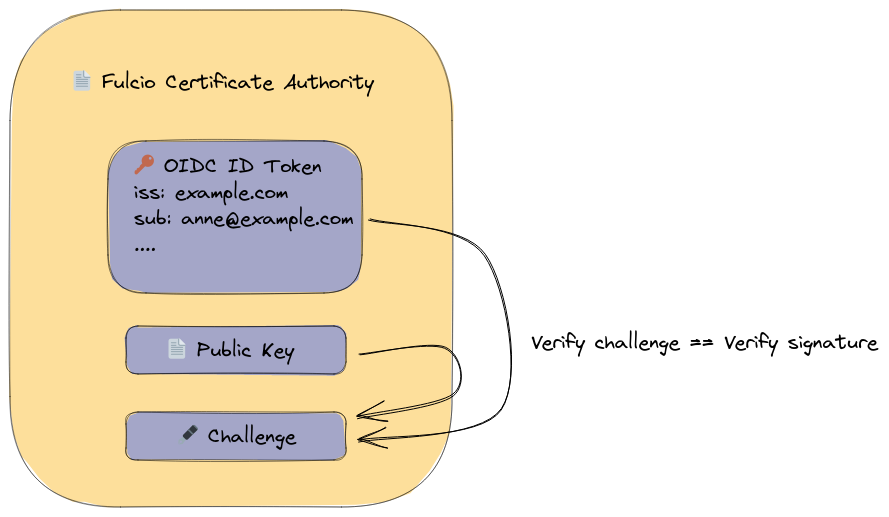 Fulcio Certificate Authority
OIDC ID Token
iss: example.com
sub: anne@example.com
....
Public Key
Challenge
Verify challenge == Verify signature